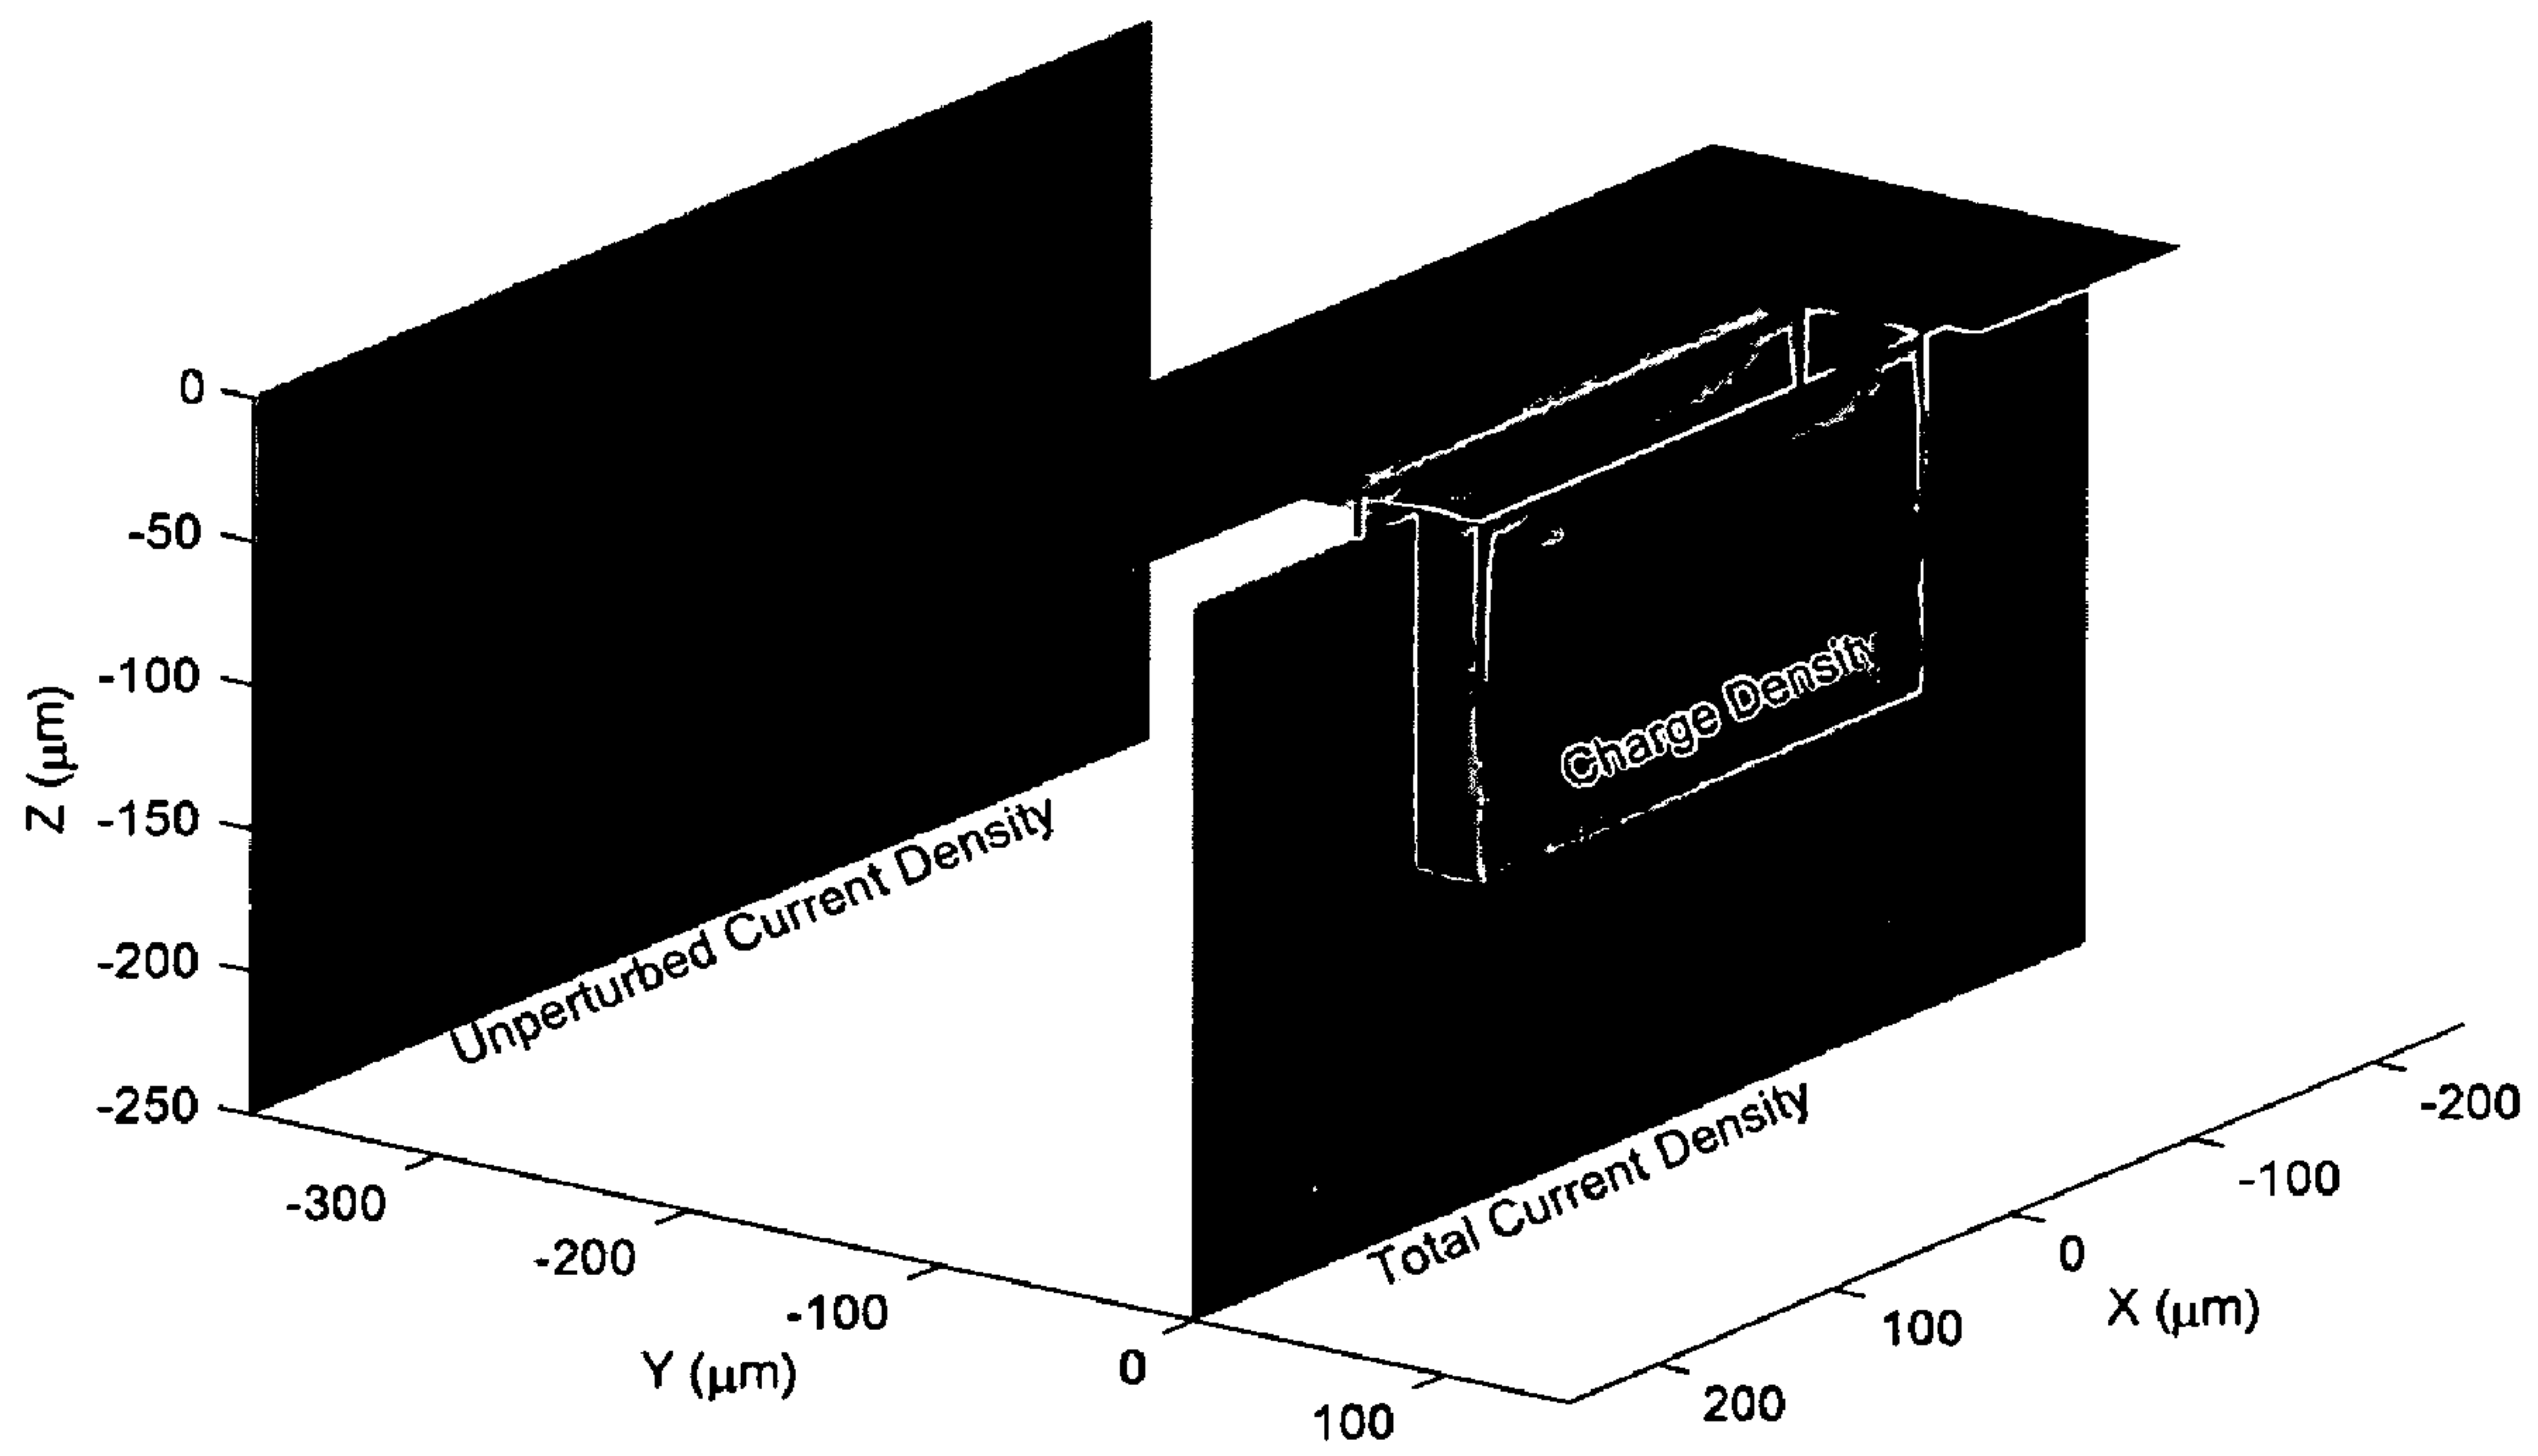 0
-50
-100
-150
-200
-250
Z (μm)
Unperturbed Current Density
Charge Density
Total Current Density
-300
-200
-100
0
100
Y (μm)
200
100
0
-100
-200
X (μm)